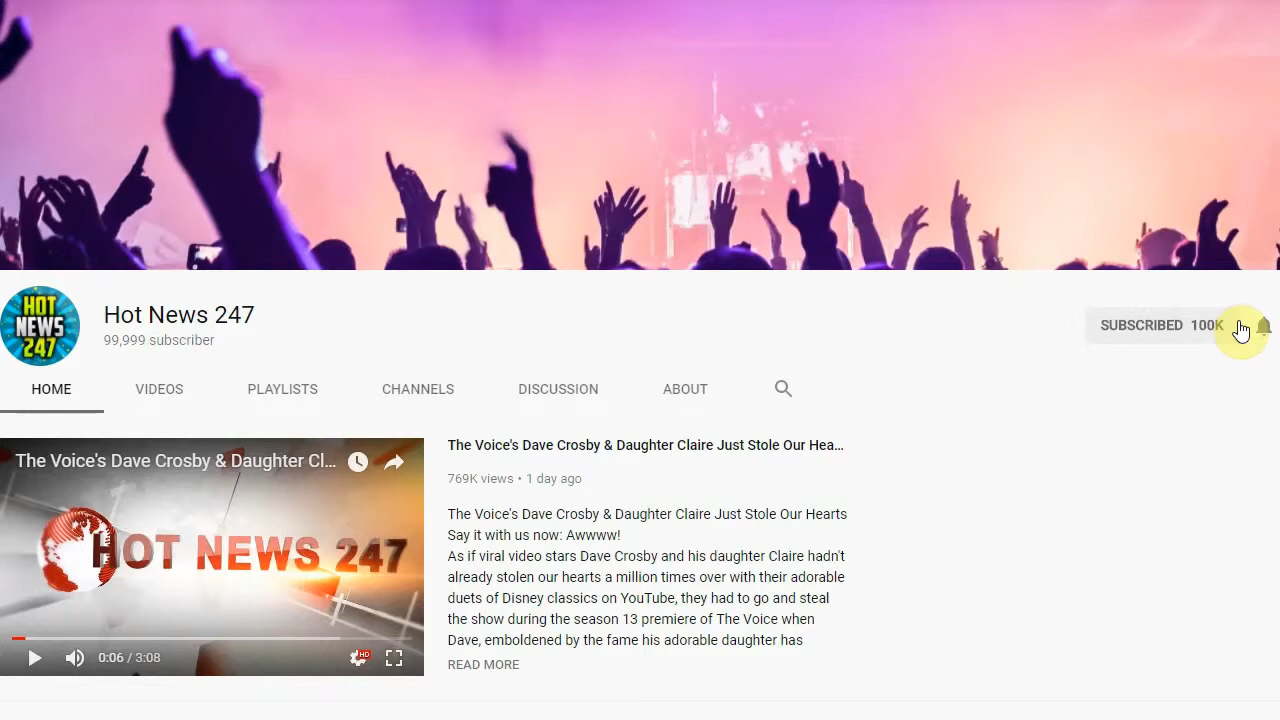 HOT
NEWS
247
Hot News 247
99,999 subscriber
SUBSCRIBED 100K
HOME VIDEOS PLAYLISTS CHANNELS DISCUSSION ABOUT
The Voice's Dave Crosby & Daughter Cl...
HOT NEWS 247
0:06 / 3:08
HD
The Voice's Dave Crosby & Daughter Claire Just Stole Our Hea...
769K views • 1 day ago
The Voice's Dave Crosby & Daughter Claire Just Stole Our Hearts
Say it with us now: Awwww!
As if viral video stars Dave Crosby and his daughter Claire hadn't
already stolen our hearts a million times over with their adorable
duets of Disney classics on YouTube, they had to go and steal
the show during the season 13 premiere of The Voice when
Dave, emboldened by the fame his adorable daughter has
READ MORE